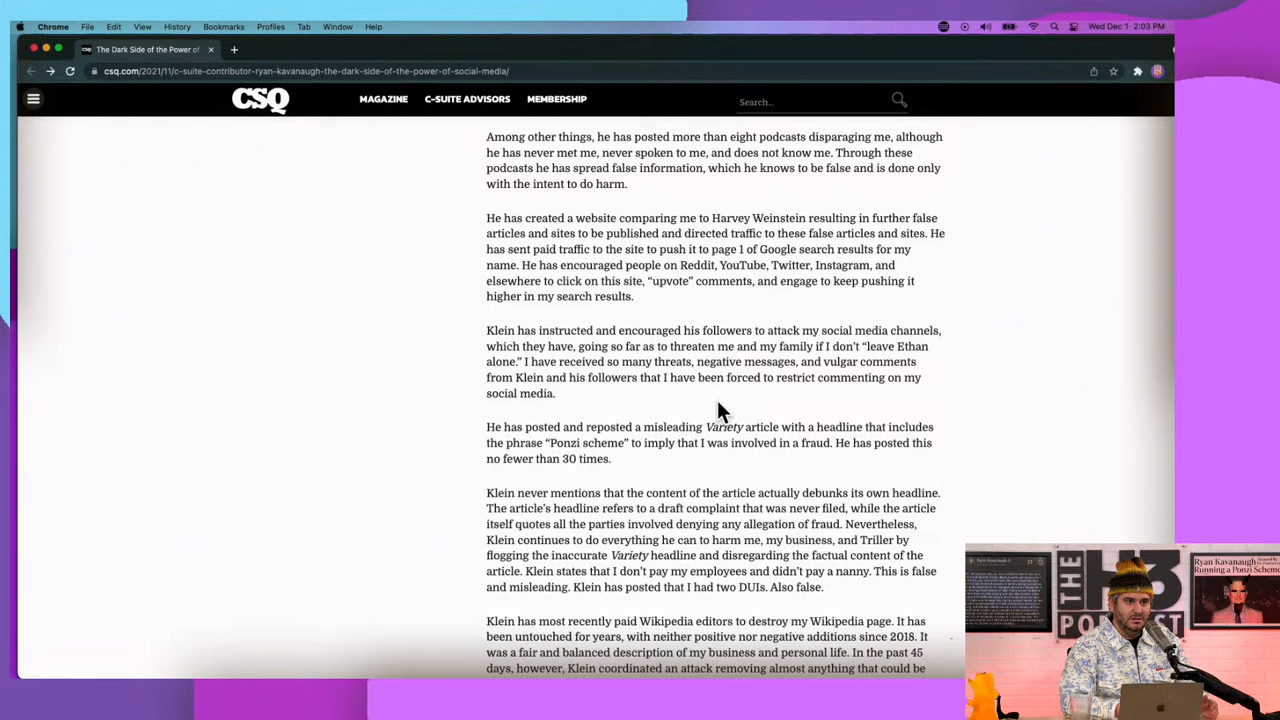 Chrome File Edit View History Bookmarks Profiles Tab Window Help Wed Dec 1 2:03 PM
CSQ The Dark Side of the Power of
csq.com/2021/11/c-suite-contributor-ryan-kavanaugh-the-dark-side-of-the-power-of-social-media/
CSQ MAGAZINE C-SUITE ADVISORS MEMBERSHIP Search...
Among other things, he has posted more than eight podcasts disparaging me, although
he has never met me, never spoken to me, and does not know me. Through these
podcasts he has spread false information, which he knows to be false and is done only
with the intent to do harm.
He has created a website comparing me to Harvey Weinstein resulting in further false
articles and sites to be published and directed traffic to these false articles and sites. He
has sent paid traffic to the site to push it to page 1 of Google search results for my
name. He has encouraged people on Reddit, YouTube, Twitter, Instagram, and
elsewhere to click on this site, “upvote” comments, and engage to keep pushing it
higher in my search results.
Klein has instructed and encouraged his followers to attack my social media channels,
which they have, going so far as to threaten me and my family if I don’t “leave Ethan
alone.” I have received so many threats, negative messages, and vulgar comments
from Klein and his followers that I have been forced to restrict commenting on my
social media.
He has posted and reposted a misleading Variety article with a headline that includes
the phrase “Ponzi scheme” to imply that I was involved in a fraud. He has posted this
no fewer than 30 times.
Klein never mentions that the content of the article actually debunks its own headline.
The article’s headline refers to a draft complaint that was never filed, while the article
itself quotes all the parties involved denying any allegation of fraud. Nevertheless,
Klein continues to do everything he can to harm me, my business, and Triller by
flogging the inaccurate Variety headline and disregarding the factual content of the
article. Klein states that I don’t pay my employees and didn’t pay a nanny. This is false
and misleading. Klein has posted that I had two DUIs. Also false.
Klein has most recently paid Wikipedia editors to destroy my Wikipedia page. It has
been untouched for years, with neither positive nor negative additions since 2018. It
was a fair and balanced description of my business and personal life. In the past 45
days, however, Klein coordinated an attack removing almost anything that could be
Ryan Kavanaugh
Running a Ponzi Scheme
THE
PODCAST